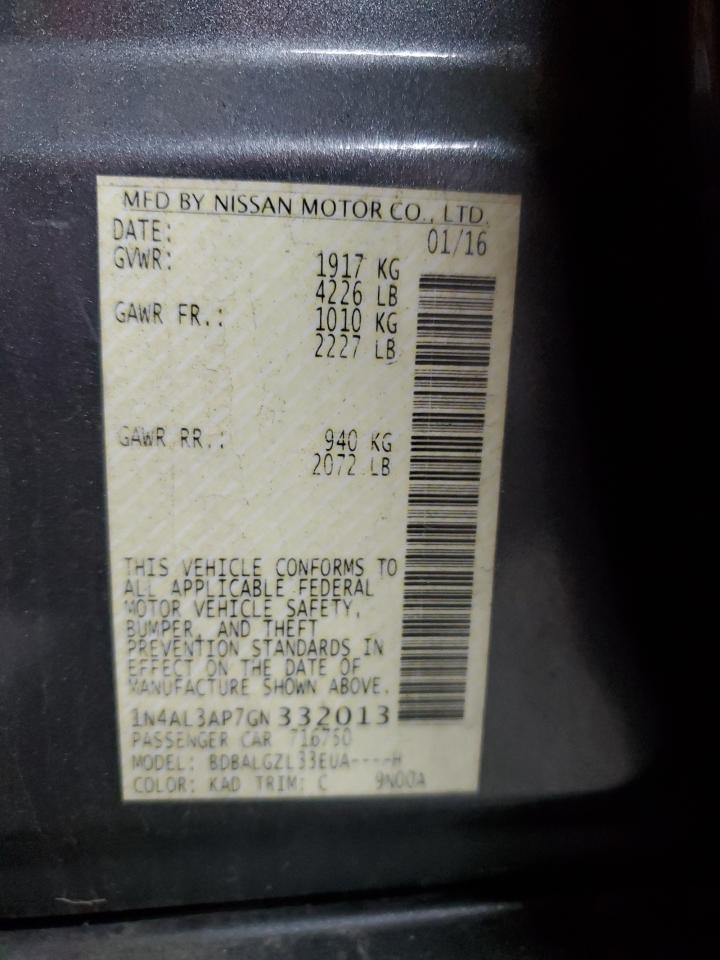 MFD BY NISSAN MOTOR CO., LTD.
DATE: 01/16
GVWR: 1917 KG
4226 LB
GAWR FR.: 1010 KG
2227 LB
GAWR RR.: 940 KG
2072 LB
THIS VEHICLE CONFORMS TO
ALL APPLICABLE FEDERAL
MOTOR VEHICLE SAFETY,
BUMPER, AND THEFT
PREVENTION STANDARDS IN
EFFECT ON THE DATE OF
MANUFACTURE SHOWN ABOVE.
1N4AL3AP7GN 332013
PASSENGER CAR 716760
MODEL: BDBALGZL33EUA----H
COLOR: KAD TRIM: C 9N00A